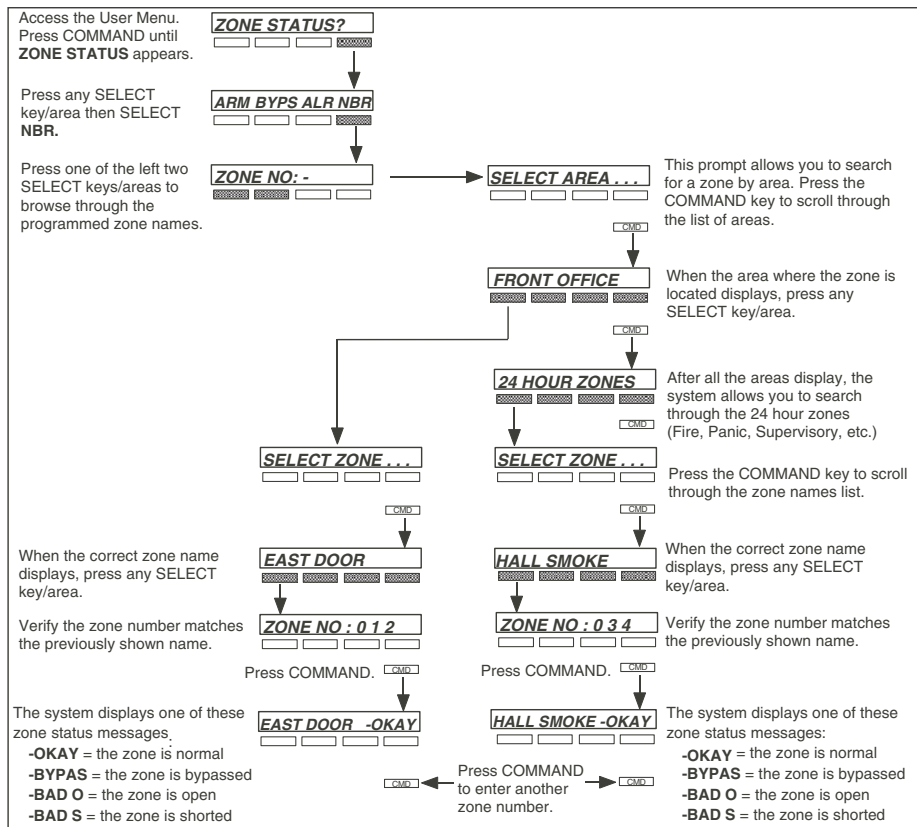 Access the User Menu.
Press COMMAND until
ZONE STATUS appears.
ZONE STATUS?
Press any SELECT
key/area then SELECT
NBR.
ARM BYPS ALR NBR
Press one of the left two
SELECT keys/areas to
browse through the
programmed zone names.
ZONE NO: -
SELECT AREA . . .
This prompt allows you to search
for a zone by area. Press the
COMMAND key to scroll through
the list of areas.
CMD
FRONT OFFICE
When the area where the zone is
located displays, press any
SELECT key/area.
CMD
24 HOUR ZONES
After all the areas display, the
system allows you to search
through the 24 hour zones
(Fire, Panic, Supervisory, etc.)
CMD
SELECT ZONE . . .
SELECT ZONE . . .
Press the COMMAND key to scroll
through the zone names list.
CMD
CMD
When the correct zone name
displays, press any SELECT
key/area.
EAST DOOR
HALL SMOKE
When the correct zone name
displays, press any SELECT
key/area.
Verify the zone number matches
the previously shown name.
ZONE NO : 0 1 2
ZONE NO : 0 3 4
Verify the zone number matches
the previously shown name.
Press COMMAND. CMD
Press COMMAND. CMD
The system displays one of these
zone status messages.
-OKAY = the zone is normal
-BYPAS = the zone is bypassed
-BAD O = the zone is open
-BAD S = the zone is shorted
EAST DOOR -OKAY
HALL SMOKE -OKAY
The system displays one of these
zone status messages:
-OKAY = the zone is normal
-BYPAS = the zone is bypassed
-BAD O = the zone is open
-BAD S = the zone is shorted
CMD
Press COMMAND
to enter another
zone number.
CMD